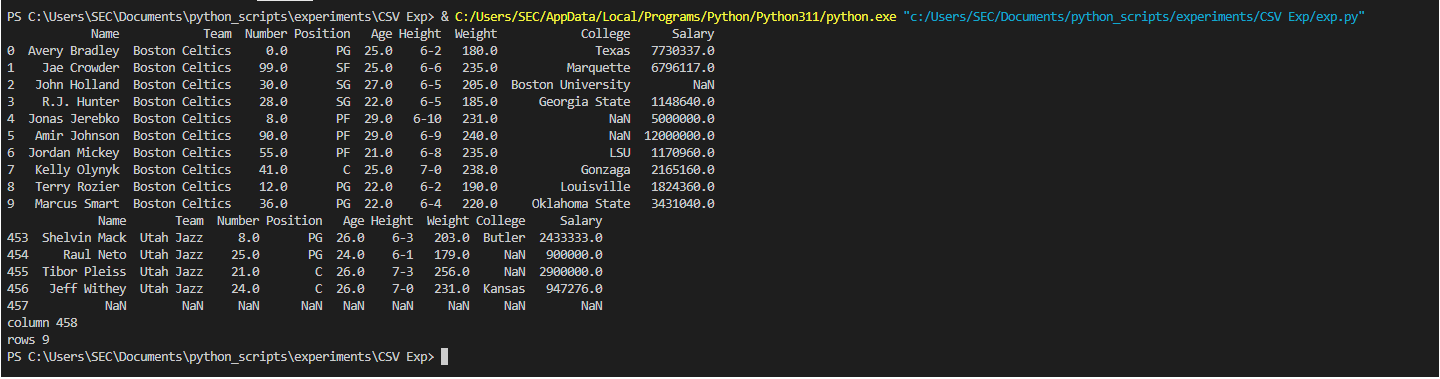 PS C:\Users\SEC\Documents\python_scripts\experiments\CSV Exp> & C:/Users/SEC/AppData/Local/Programs/Python/Python311/python.exe "c:/Users/SEC/Documents/python_scripts/experiments/CSV Exp/exp.py"
Name Team Number Position Age Height Weight College Salary
0 Avery Bradley Boston Celtics 0.0 PG 25.0 6-2 180.0 Texas 7730337.0
1 Jae Crowder Boston Celtics 99.0 SF 25.0 6-6 235.0 Marquette 6796117.0
2 John Holland Boston Celtics 30.0 SG 27.0 6-5 205.0 Boston University NaN
3 R.J. Hunter Boston Celtics 28.0 SG 22.0 6-5 185.0 Georgia State 1148640.0
4 Jonas Jerebko Boston Celtics 8.0 PF 29.0 6-10 231.0 NaN 5000000.0
5 Amir Johnson Boston Celtics 90.0 PF 29.0 6-9 240.0 NaN 12000000.0
6 Jordan Mickey Boston Celtics 55.0 PF 21.0 6-8 235.0 LSU 1170960.0
7 Kelly Olynyk Boston Celtics 41.0 C 25.0 7-0 238.0 Gonzaga 2165160.0
8 Terry Rozier Boston Celtics 12.0 PG 22.0 6-2 190.0 Louisville 1824360.0
9 Marcus Smart Boston Celtics 36.0 PG 22.0 6-4 220.0 Oklahoma State 3431040.0
Name Team Number Position Age Height Weight College Salary
453 Shelvin Mack Utah Jazz 8.0 PG 26.0 6-3 203.0 Butler 2433333.0
454 Raul Neto Utah Jazz 25.0 PG 24.0 6-1 179.0 NaN 900000.0
455 Tibor Pleiss Utah Jazz 21.0 C 26.0 7-3 256.0 NaN 2900000.0
456 Jeff Withey Utah Jazz 24.0 C 26.0 7-0 231.0 Kansas 947276.0
457 NaN NaN NaN NaN NaN NaN NaN NaN NaN
column 458
rows 9
PS C:\Users\SEC\Documents\python_scripts\experiments\CSV Exp>